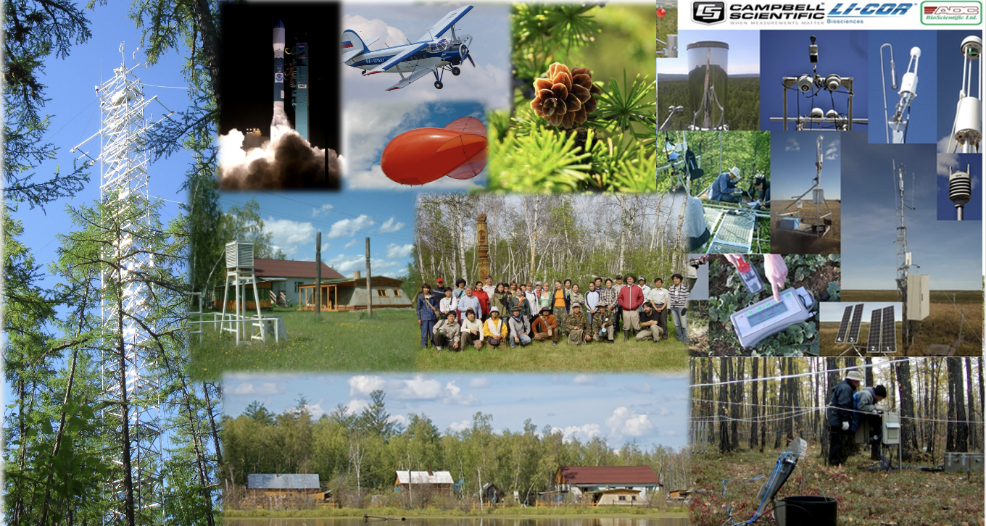 CAMPBELL
SCIENTIFIC
WHEN MEASUREMENTS MATTER
LI-COR®
Biosciences
ADC
BioScientific Ltd.